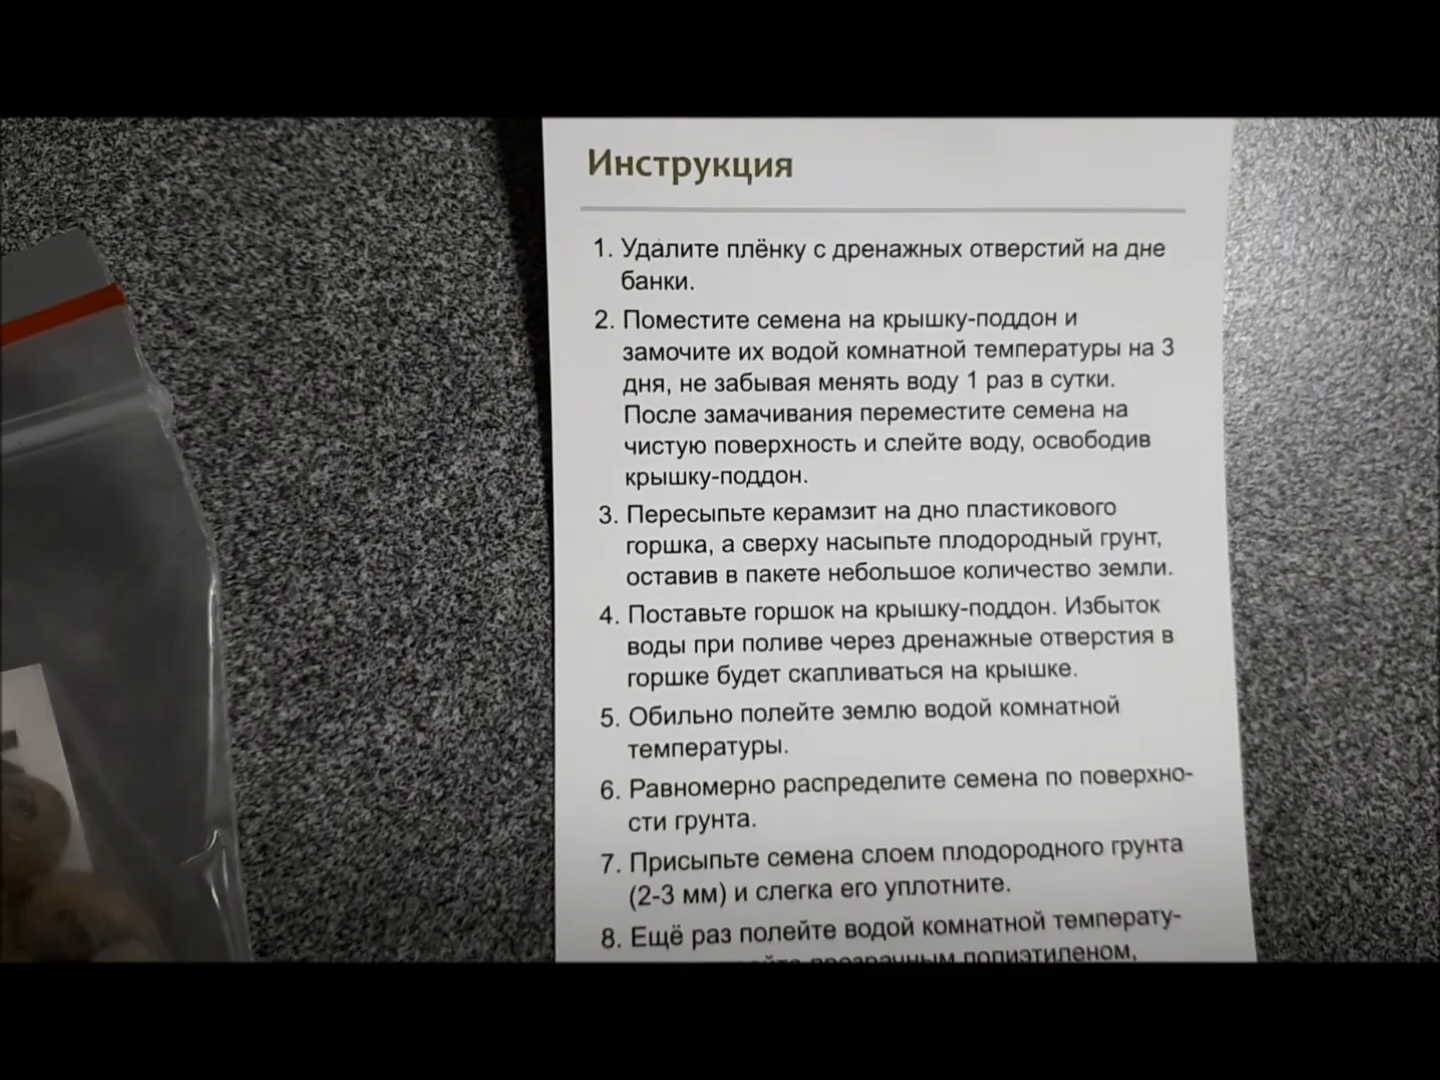 Инструкция
1. Удалите плёнку с дренажных отверстий на дне
банки.
2. Поместите семена на крышку-поддон и
замочите их водой комнатной температуры на 3
дня, не забывая менять воду 1 раз в сутки.
После замачивания переместите семена на
чистую поверхность и слейте воду, освободив
крышку-поддон.
3. Пересыпьте керамзит на дно пластикового
горшка, а сверху насыпьте плодородный грунт,
оставив в пакете небольшое количество земли.
4. Поставьте горшок на крышку-поддон. Избыток
воды при поливе через дренажные отверстия в
горшке будет скапливаться на крышке.
5. Обильно полейте землю водой комнатной
температуры.
6. Равномерно распределите семена по поверхно-
сти грунта.
7. Присыпьте семена слоем плодородного грунта
(2-3 мм) и слегка его уплотните.
8. Ещё раз полейте водой комнатной температу-
прозрачным полиэтиленом,